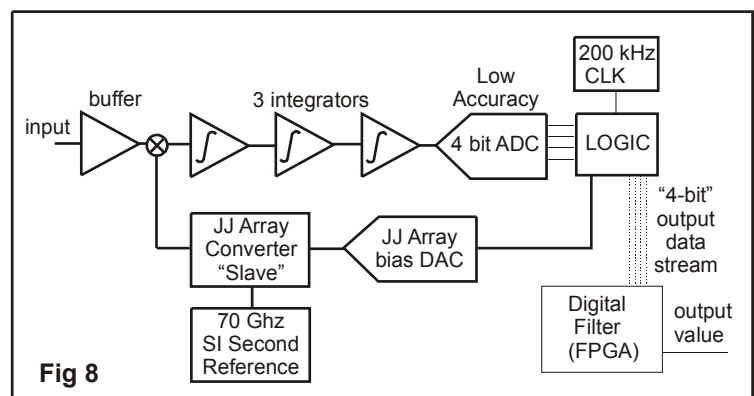 200 kHz
CLK
Low
Accuracy
buffer
3 integrators
input
4 bit ADC
LOGIC
"4-bit"
output
data
stream
JJ Array
Converter
"Slave"
JJ Array
bias DAC
70 Ghz
SI Second
Reference
Digital
Filter
(FPGA)
output
value
Fig 8